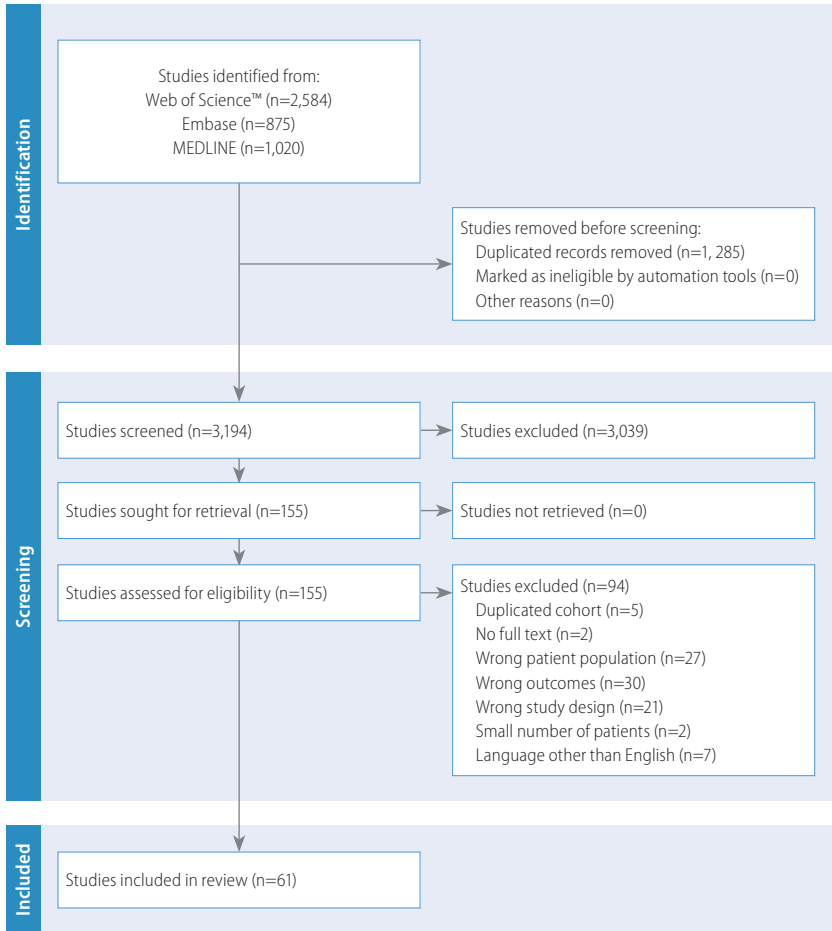 Identification
Studies identified from:
Web of Science™ (n=2,584)
Embase (n=875)
MEDLINE (n=1,020)
Studies removed before screening:
Duplicated records removed (n=1, 285)
Marked as ineligible by automation tools (n=0)
Other reasons (n=0)
Screening
Studies screened (n=3,194)
Studies excluded (n=3,039)
Studies sought for retrieval (n=155)
Studies not retrieved (n=0)
Studies assessed for eligibility (n=155)
Studies excluded (n=94)
Duplicated cohort (n=5)
No full text (n=2)
Wrong patient population (n=27)
Wrong outcomes (n=30)
Wrong study design (n=21)
Small number of patients (n=2)
Language other than English (n=7)
Included
Studies included in review (n=61)